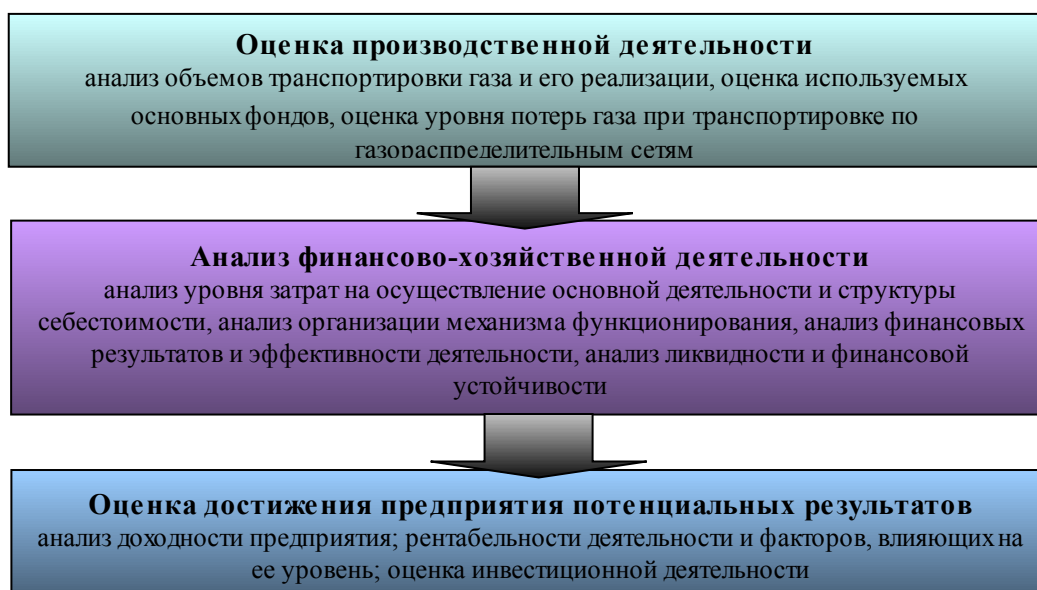 Оценка производственной деятельности
анализ объемов транспортировки газа и его реализации, оценка используемых
основных фондов, оценка уровня потерь газа при транспортировке по
газораспределительным сетям
Анализ финансово-хозяйственной деятельности
анализ уровня затрат на осуществление основной деятельности и структуры
себестоимости, анализ организации механизма функционирования, анализ финансовых
результатов и эффективности деятельности, анализ ликвидности и финансовой
устойчивости
Оценка достижения предприятия потенциальных результатов
анализ доходности предприятия; рентабельности деятельности и факторов, влияющих на
ее уровень; оценка инвестиционной деятельности